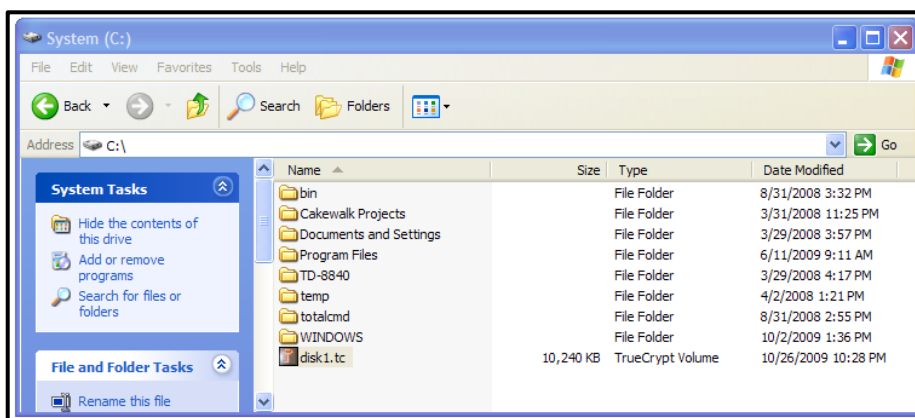 System (C:)
File Edit View Favorites Tools Help
Back Search Folders
Address C:\ Go
System Tasks
Hide the contents of
this drive
Add or remove
programs
Search for files or
folders
File and Folder Tasks
Rename this file
Name Size Type Date Modified
bin File Folder 8/31/2008 3:32 PM
Cakewalk Projects File Folder 3/31/2008 11:25 PM
Documents and Settings File Folder 3/29/2008 3:57 PM
Program Files File Folder 6/11/2009 9:11 AM
TD-8840 File Folder 3/29/2008 4:17 PM
temp File Folder 4/2/2008 1:21 PM
totalcmd File Folder 8/31/2008 2:55 PM
WINDOWS File Folder 10/2/2009 1:36 PM
disk1.tc 10,240 KB TrueCrypt Volume 10/26/2009 10:28 PM